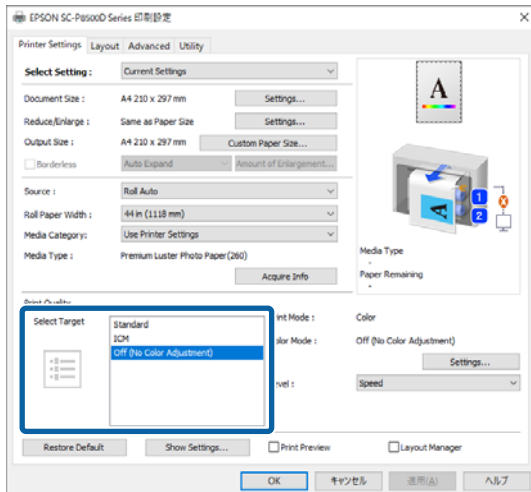 EPSON SC-P8500D Series 印刷設定
Printer Settings Layout Advanced Utility
Select Setting : Current Settings
Document Size : A4 210 x 297 mm Settings...
Reduce/Enlarge : Same as Paper Size Settings...
Output Size : A4 210 x 297 mm Custom Paper Size...
Borderless Auto Expand Amount of Enlargement...
Source : Roll Auto
Roll Paper Width : 44 in (1118 mm)
Media Category: Use Printer Settings
Media Type : Premium Luster Photo Paper(260)
Acquire Info
A
A
1
2
Media Type
-
Paper Remaining
-
Print Quality
Select Target
Standard
ICM
Off (No Color Adjustment)
int Mode : Color
olor Mode : Off (No Color Adjustment)
Settings...
evel : Speed
Restore Default Show Settings... Print Preview Layout Manager
OK キャンセル 適用(A) ヘルプ